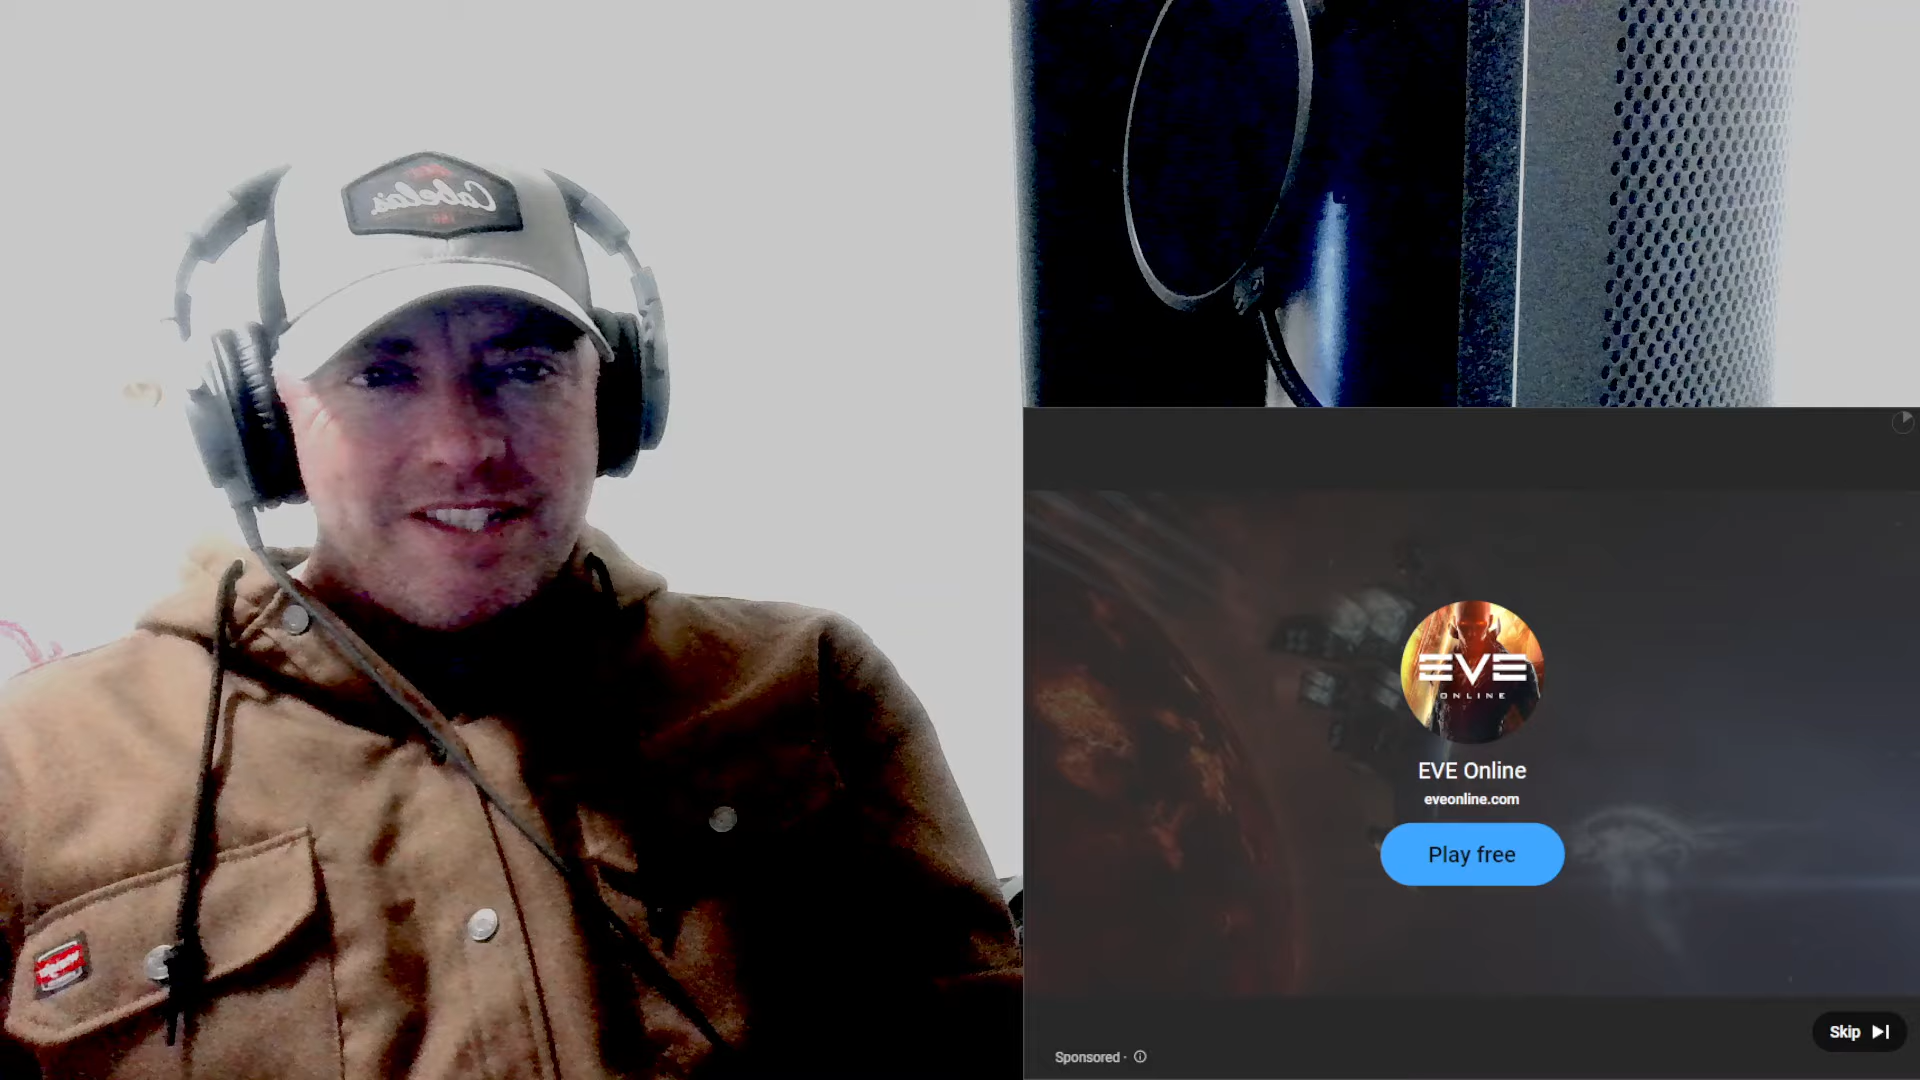 Cabela's
EVE
ONLINE
EVE Online
eveonline.com
Play free
Skip
Sponsored ·